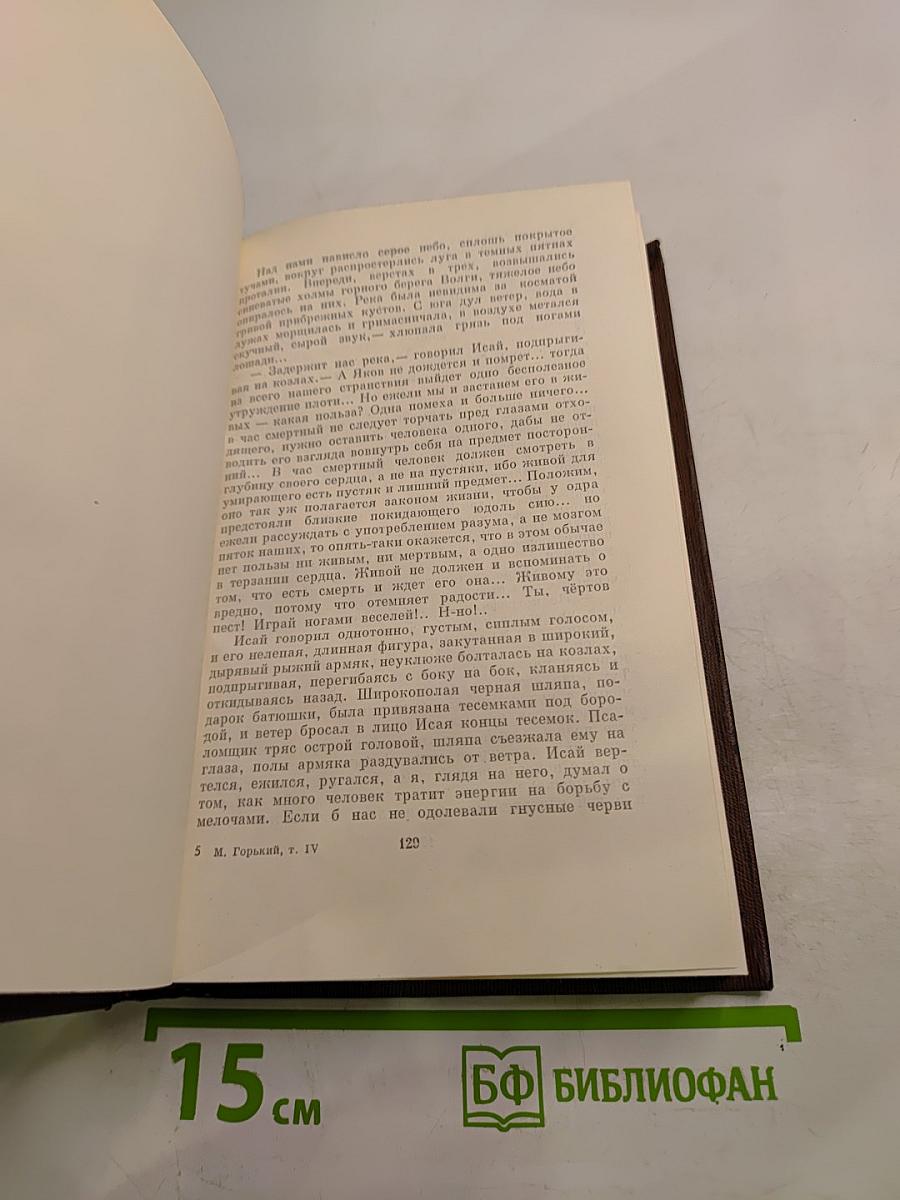 Над нами нависло серое небо, сплошь покрытое
тучами, вокруг распростерлись луга в темных пятнах
проталин. Впереди, верстах в трех, возвышались
синеватые холмы горного берега Волги, тяжелое небо
опиралось на них. Река была невидима за косматой
гривой прибрежных кустов. С юга дул ветер, вода в
лужах морщилась и гримасничала, в воздухе метался
скучный, сырой звук,— хлюпала грязь под ногами
лошади...
— Задержит нас река,— говорил Исай, подпрыги-
вая на козлах.— А Яков не дождется и помрет... тогда
из всего нашего странствия выйдет одно бесполезное
утруждение плоти... Но ежели мы и застанем его в жи-
вых — какая польза? Одна помеха и больше ничего...
в час смертный не следует торчать пред глазами отхо-
дящего, нужно оставить человека одного, дабы не от-
водить его взгляда вовнутрь себя на предмет посторон-
ний... В час смертный человек должен смотреть в
глубину своего сердца, а не на пустяки, ибо живой для
умирающего есть пустяк и лишний предмет... Положим,
оно так уж полагается законом жизни, чтобы у одра
предстояли близкие покидающего юдоль сию... но
ежели рассуждать с употреблением разума, а не мозгом
пяток наших, то опять-таки окажется, что в этом обычае
нет пользы ни живым, ни мертвым, а одно излишество
в терзании сердца. Живой не должен и вспоминать о
том, что есть смерть и ждет его она... Живому это
вредно, потому что отемняет радости... Ты, чёртов
пест! Играй ногами веселей!.. Н-но!..
Исай говорил однотонно, густым, сиплым голосом,
и его нелепая, длинная фигура, закутанная в широкий,
дырявый рыжий армяк, неуклюже болталась на козлах,
подпрыгивая, перегибаясь с боку на бок, кланяясь и
откидываясь назад. Широкополая черная шляпа, по-
дарок батюшки, была привязана тесемками под боро-
дой, и ветер бросал в лицо Исая концы тесемок. Пса-
ломщик тряс острой головой, шляпа съезжала ему на
глаза, полы армяка раздувались от ветра. Исай вер-
телся, ежился, ругался, а я, глядя на него, думал о
том, как много человек тратит энергии на борьбу с
мелочами. Если б нас не одолевали гнусные черви
5 М. Горький, т. IV
129
15 см
БФ БИБЛИОФАН